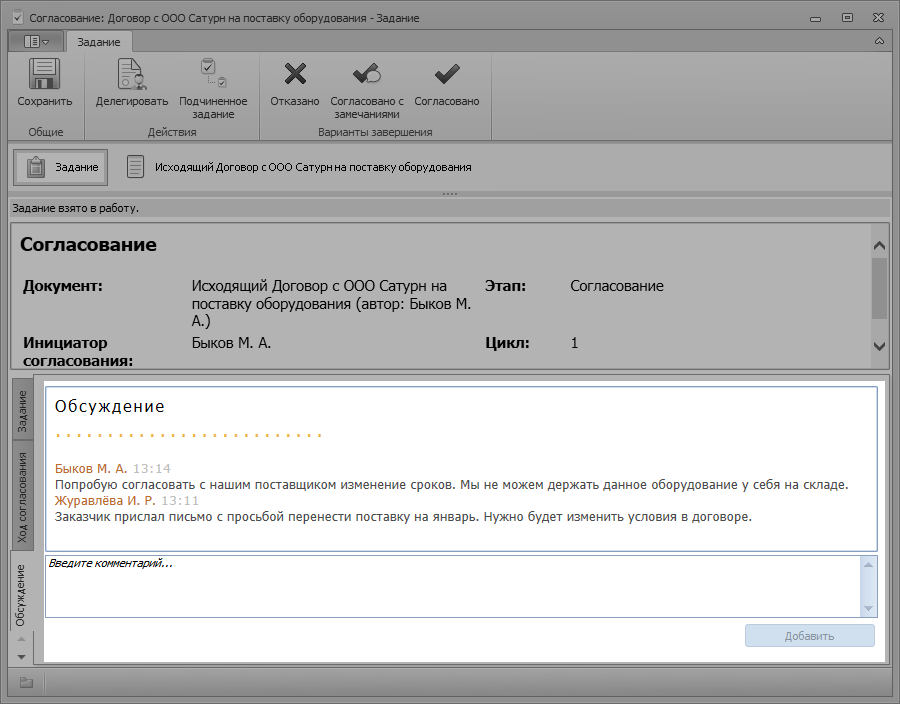 Согласование: Договор с ООО Сатурн на поставку оборудования - Задание
Задание
Сохранить
Делегировать
Подчиненное
задание
Отказано
Согласовано с
замечаниями
Согласовано
Общие
Действия
Варианты завершения
Задание
Исходящий Договор с ООО Сатурн на поставку оборудования
Задание взято в работу.
Согласование
Документ:
Исходящий Договор с ООО Сатурн на
поставку оборудования (автор: Быков М.
А.)
Этап:
Согласование
Инициатор
согласования:
Быков М. А.
Цикл:
1
Задание
Ход согласования
Обсуждение
Обсуждение
Быков М. А. 13:14
Попробую согласовать с нашим поставщиком изменение сроков. Мы не можем держать данное оборудование у себя на складе.
Журавлёва И. Р. 13:11
Заказчик прислал письмо с просьбой перенести поставку на январь. Нужно будет изменить условия в договоре.
Введите комментарий...
Добавить